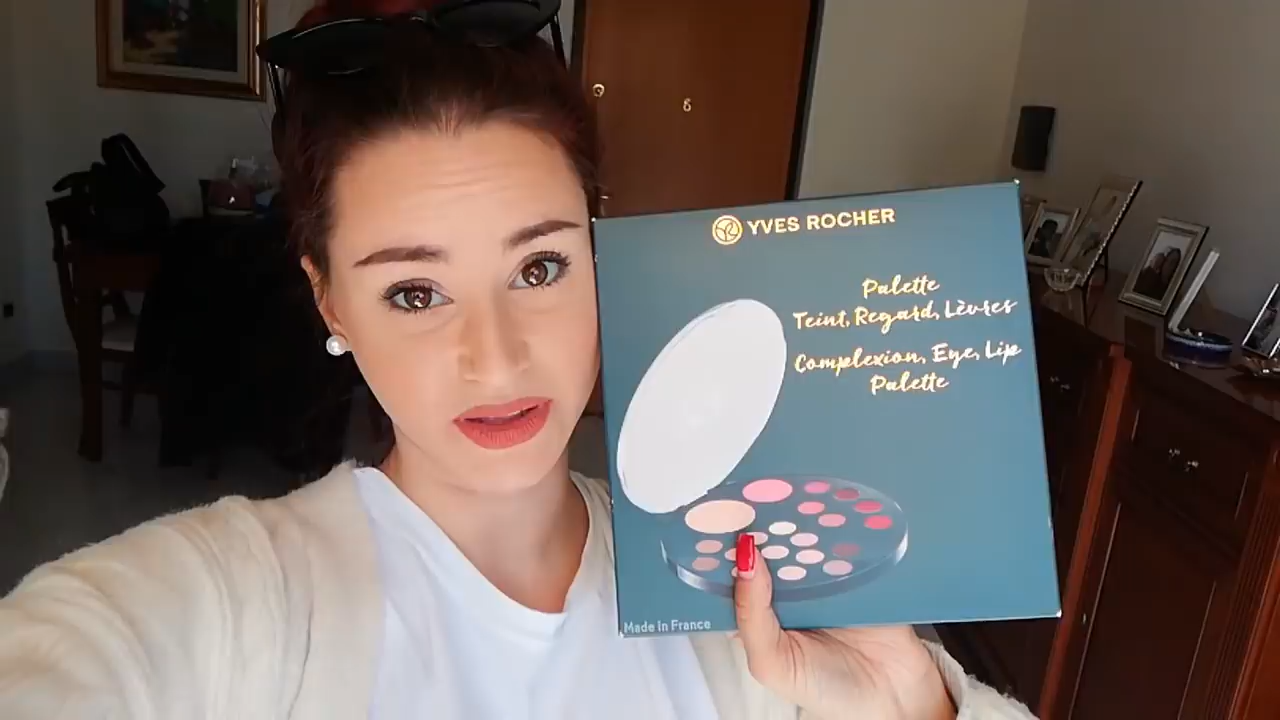 YVES ROCHER
Palette
Teint, Regard, Lèvres
Complexion, Eye, Lip
Palette
Made in France